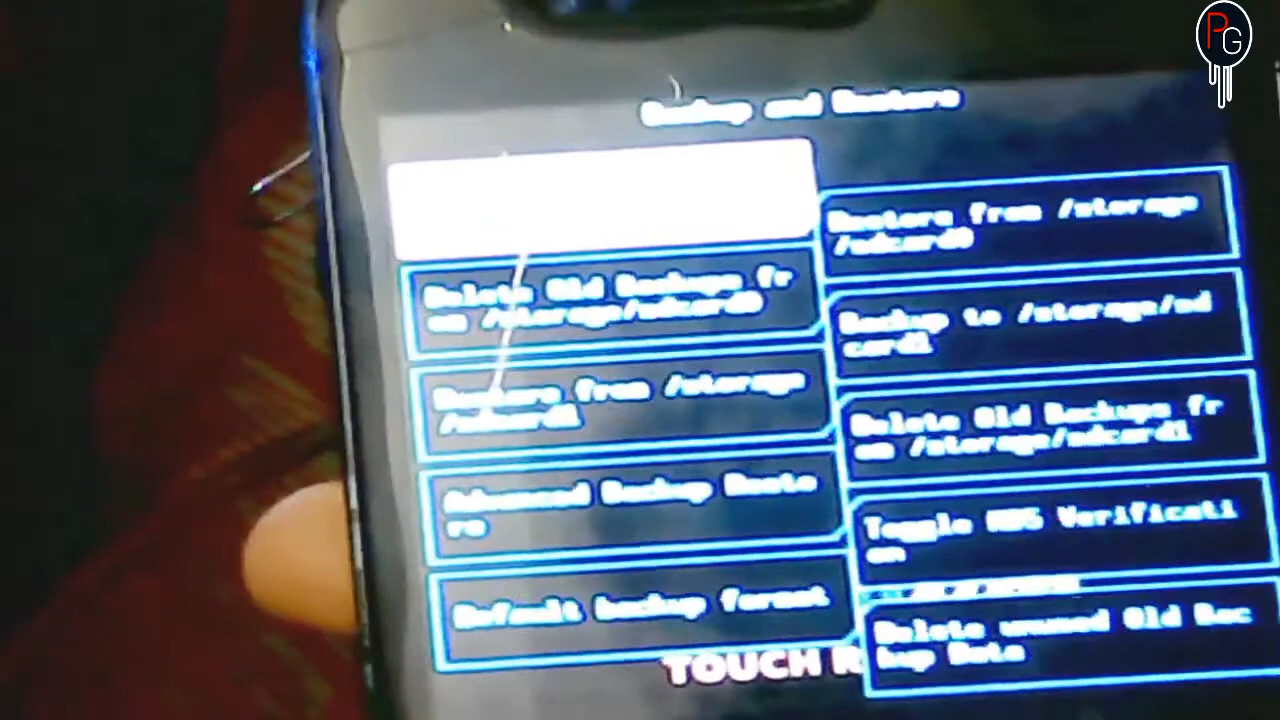 PG
Backup and Restore
Restore from /storage
/sdcard0
Delete Old Backups fr
om /storage/sdcard0
Backup to /storage/sd
card1
Restore from /storage
/sdcard1
Delete Old Backups fr
om /storage/sdcard1
Advanced Backup Resto
re
Toggle MD5 Verificati
on
Default backup format
Delete unused Old Bac
kup Data
TOUCH R